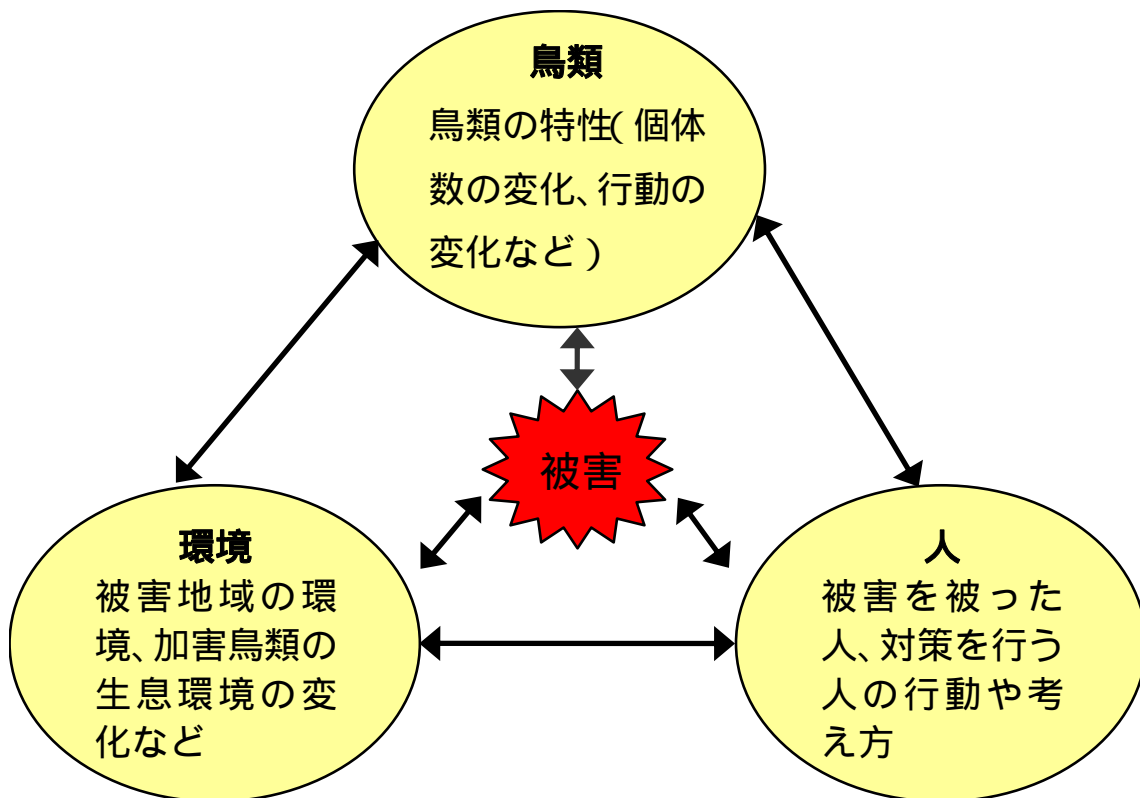 鳥類
鳥類の特性(個体
数の変化、行動の
変化など)
被害
環境
被害地域の環
境、加害鳥類の
生息環境の変
化など
人
被害を被った
人、対策を行う
人の行動や考
え方